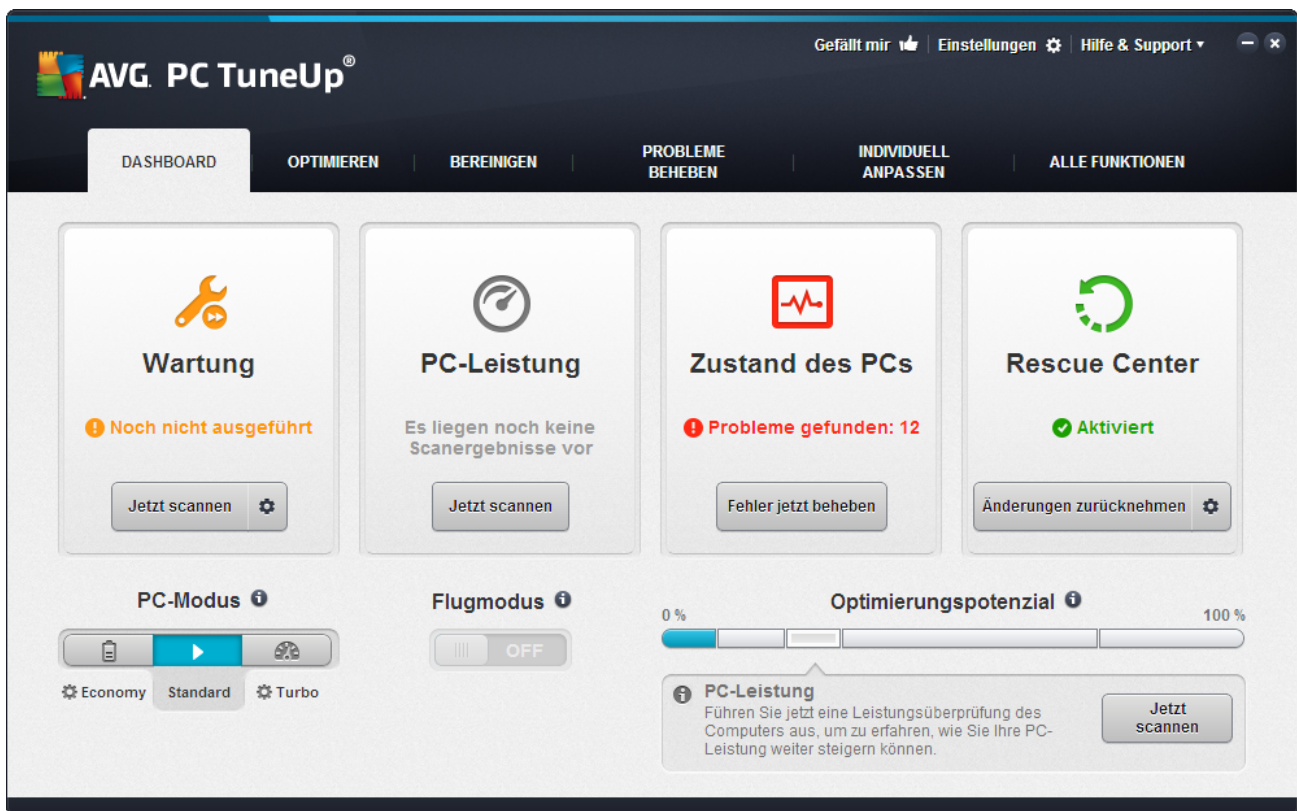 Gefällt mir
Einstellungen
Hilfe & Support
AVG. PC TuneUp®
DASHBOARD
OPTIMIEREN
BEREINIGEN
PROBLEME
BEHEBEN
INDIVIDUELL
ANPASSEN
ALLE FUNKTIONEN
Wartung
Noch nicht ausgeführt
Jetzt scannen
PC-Leistung
Es liegen noch keine
Scanergebnisse vor
Jetzt scannen
Zustand des PCs
Probleme gefunden: 12
Fehler jetzt beheben
Rescue Center
Aktiviert
Änderungen zurücknehmen
PC-Modus
Economy
Standard
Turbo
Flugmodus
OFF
Optimierungspotenzial
0 %
100 %
PC-Leistung
Führen Sie jetzt eine Leistungsüberprüfung des
Computers aus, um zu erfahren, wie Sie Ihre PC-
Leistung weiter steigern können.
Jetzt
scannen